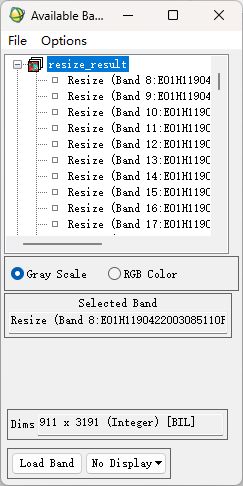 Available Ba...
File Options
resize_result
Resize (Band 8:E01H11904
Resize (Band 9:E01H11904
Resize (Band 10:E01H1190
Resize (Band 11:E01H1190
Resize (Band 12:E01H1190
Resize (Band 13:E01H1190
Resize (Band 14:E01H1190
Resize (Band 15:E01H1190
Resize (Band 16:E01H1190
Resize (Band 17:E01H1190
Gray Scale RGB Color
Selected Band
Resize (Band 8:E01H1190422003085110P
Dims 911 x 3191 (Integer) [BIL]
Load Band No Display